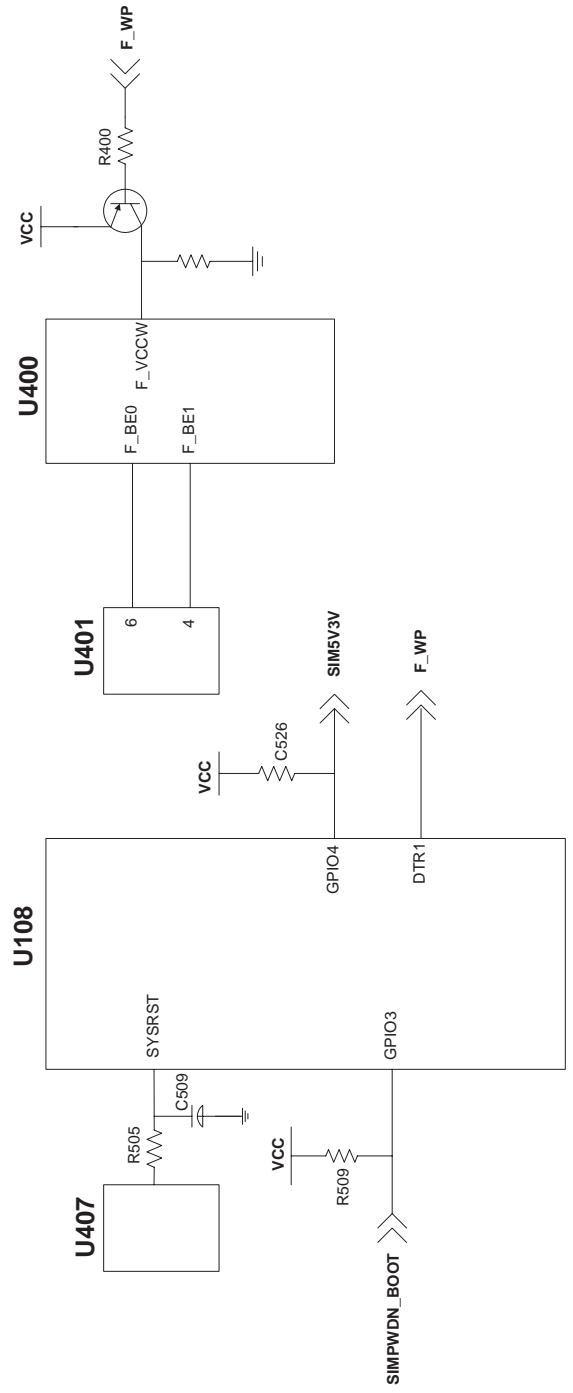 U407
R505
C509
U108
SYSRST
GPIO3
GPIO4
DTR1
VCC
R509
SIMPWDN_BOOT
VCC
C526
SIM5V3V
F_WP
U401
6
4
U400
F_BE0
F_BE1
F_VCCW
VCC
R400
F_WP